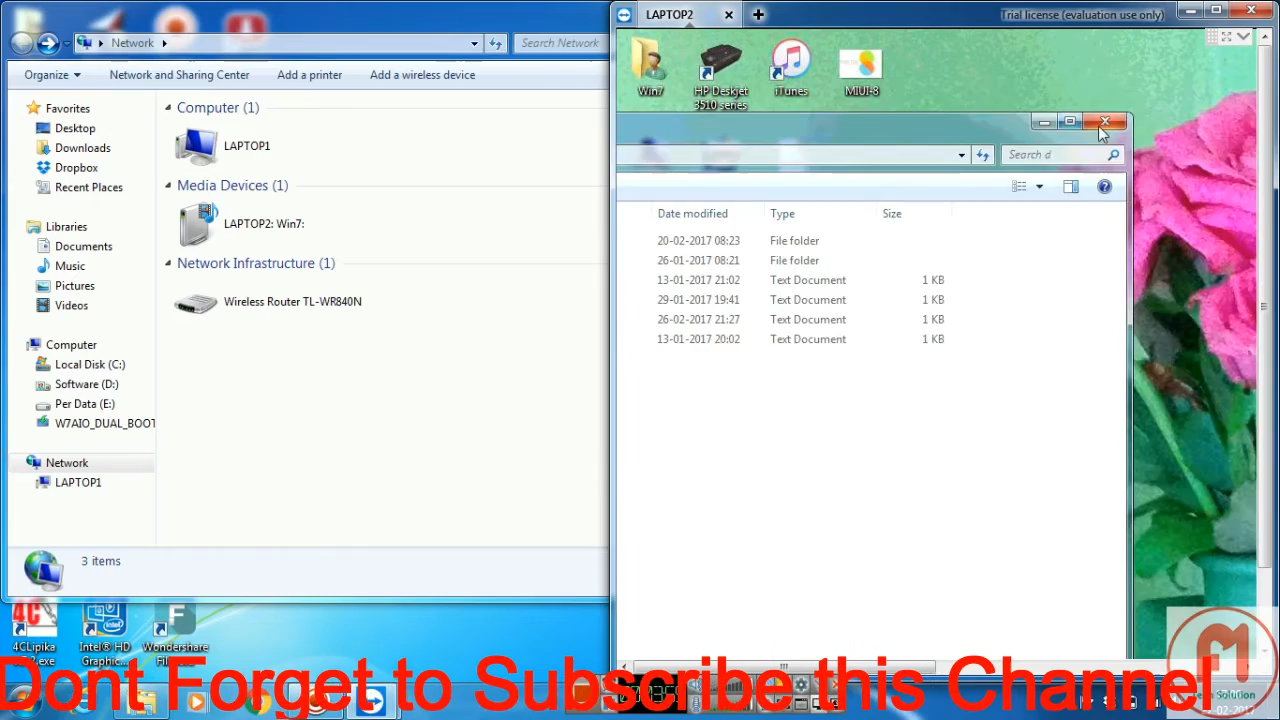 Network
Search Network
Organize
Network and Sharing Center
Add a printer
Add a wireless device
Favorites
Desktop
Downloads
Dropbox
Recent Places
Libraries
Documents
Music
Pictures
Videos
Computer
Local Disk (C:)
Software (D:)
Per Data (E:)
W7AIO_DUAL_BOOT
Network
LAPTOP1
Computer (1)
LAPTOP1
Media Devices (1)
LAPTOP2: Win7:
Network Infrastructure (1)
Wireless Router TL-WR840N
3 items
LAPTOP2
Trial license (evaluation use only)
Win7
HP Deskjet
3510 series
iTunes
MIUI-8
Search d
Date modified Type Size
20-02-2017 08:23 File folder
26-01-2017 08:21 File folder
13-01-2017 21:02 Text Document 1 KB
29-01-2017 19:41 Text Document 1 KB
26-02-2017 21:27 Text Document 1 KB
13-01-2017 20:02 Text Document 1 KB
4CLipika
Intel® HD
Graphic...
Wondershare
Dont Forget to Subscribe this Channel!
Solution